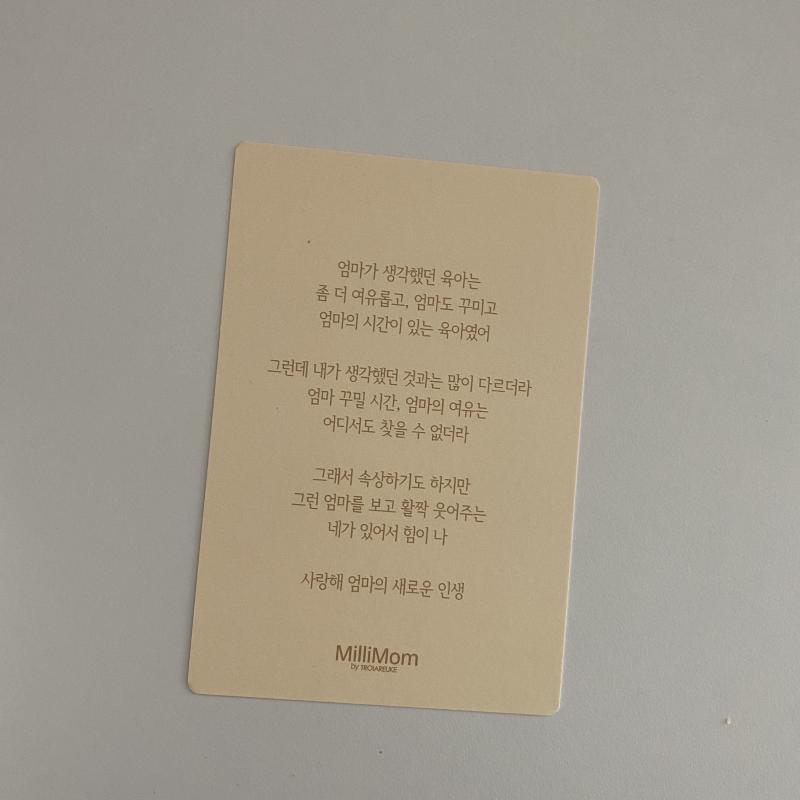 엄마가 생각했던 육아는
좀 더 여유롭고, 엄마도 꾸미고
엄마의 시간이 있는 육아였어
그런데 내가 생각했던 것과는 많이 다르더라
엄마 꾸밀 시간, 엄마의 여유는
어디서도 찾을 수 없더라
그래서 속상하기도 하지만
그런 엄마를 보고 활짝 웃어주는
네가 있어서 힘이 나
사랑해 엄마의 새로운 인생
MilliMom
by TROIAREUKE